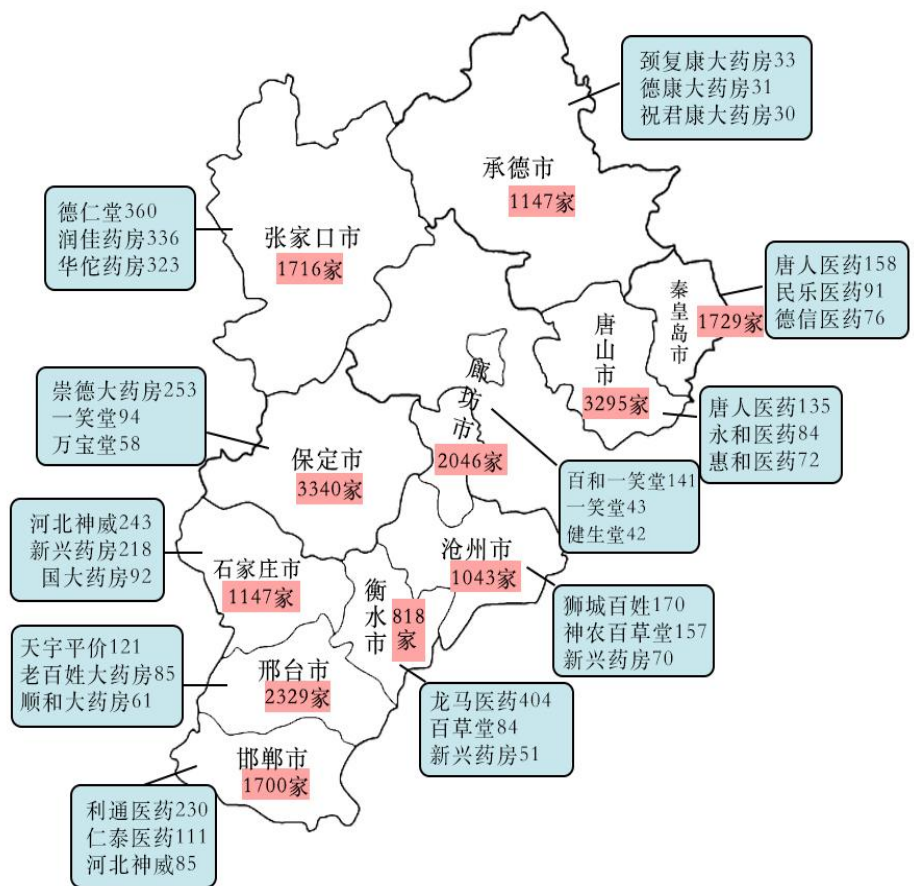 颈复康大药房33
德康大药房31
祝君康大药房30
承德市
1147家
德仁堂360
润佳药房336
华佗药房323
张家口市
1716家
唐人医药158
民乐医药91
德信医药76
秦皇岛市
1729家
唐山市
3295家
唐人医药135
永和医药84
惠和医药72
廊坊市
2046家
百和一笑堂141
一笑堂43
健生堂42
崇德大药房253
一笑堂94
万宝堂58
保定市
3340家
河北神威243
新兴药房218
国大药房92
石家庄市
1147家
沧州市
1043家
狮城百姓170
神农百草堂157
新兴药房70
衡水市
818
家
龙马医药404
百草堂84
新兴药房51
天宇平价121
老百姓大药房85
顺和大药房61
邢台市
2329家
邯郸市
1700家
利通医药230
仁泰医药111
河北神威85